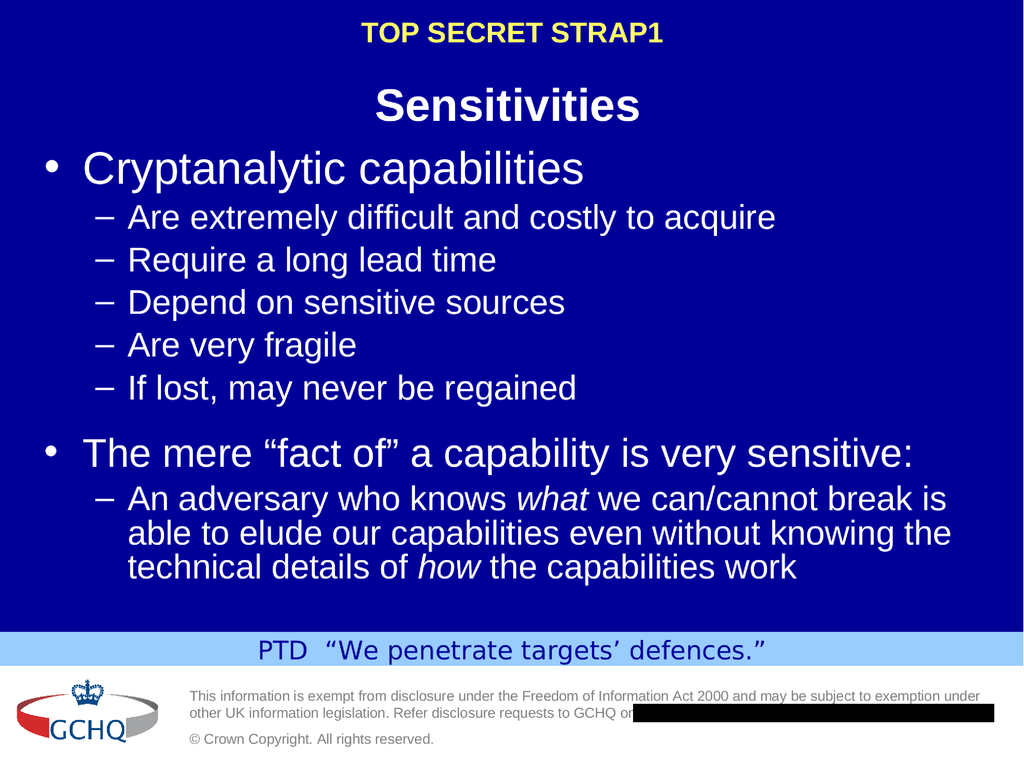 TOP SECRET STRAP1
Sensitivities
• Cryptanalytic capabilities
– Are extremely difficult and costly to acquire
– Require a long lead time
– Depend on sensitive sources
– Are very fragile
– If lost, may never be regained
• The mere “fact of” a capability is very sensitive:
– An adversary who knows what we can/cannot break is
able to elude our capabilities even without knowing the
technical details of how the capabilities work
PTD “We penetrate targets’ defences.”
GCHQ
This information is exempt from disclosure under the Freedom of Information Act 2000 and may be subject to exemption under
other UK information legislation. Refer disclosure requests to GCHQ on
© Crown Copyright. All rights reserved.